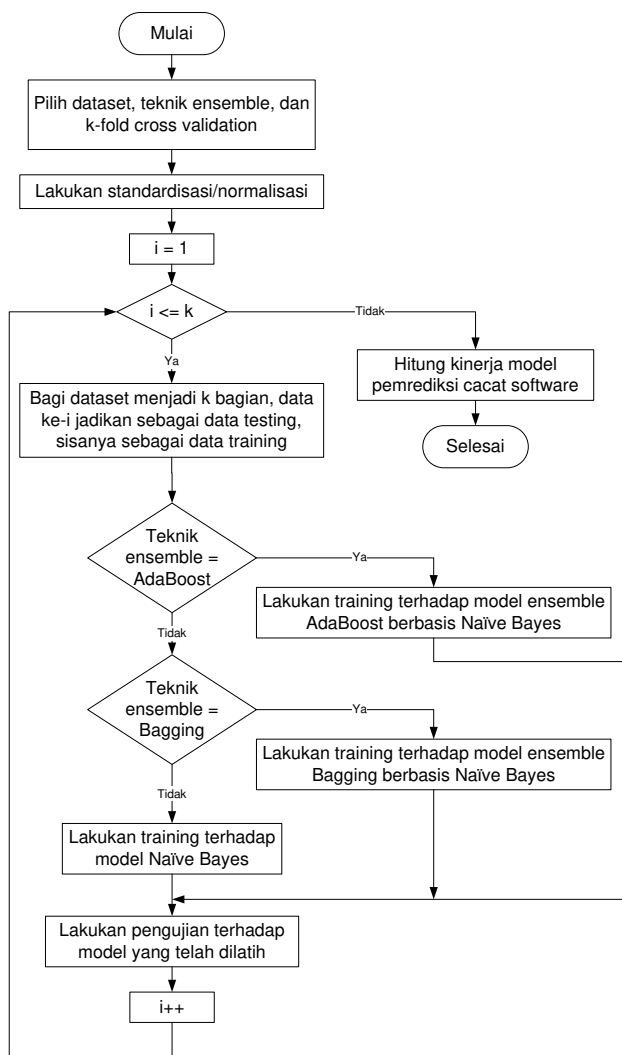 Mulai
Pilih dataset, teknik ensemble, dan
k-fold cross validation
Lakukan standardisasi/normalisasi
i = 1
i <= k
Tidak
Ya
Hitung kinerja model
pemrediksi cacat software
Selesai
Bagi dataset menjadi k bagian, data
ke-i jadikan sebagai data testing,
sisanya sebagai data training
Teknik
ensemble =
AdaBoost
Ya
Lakukan training terhadap model ensemble
AdaBoost berbasis Naïve Bayes
Tidak
Teknik
ensemble =
Bagging
Ya
Lakukan training terhadap model ensemble
Bagging berbasis Naïve Bayes
Tidak
Lakukan training terhadap
model Naïve Bayes
Lakukan pengujian terhadap
model yang telah dilatih
i++